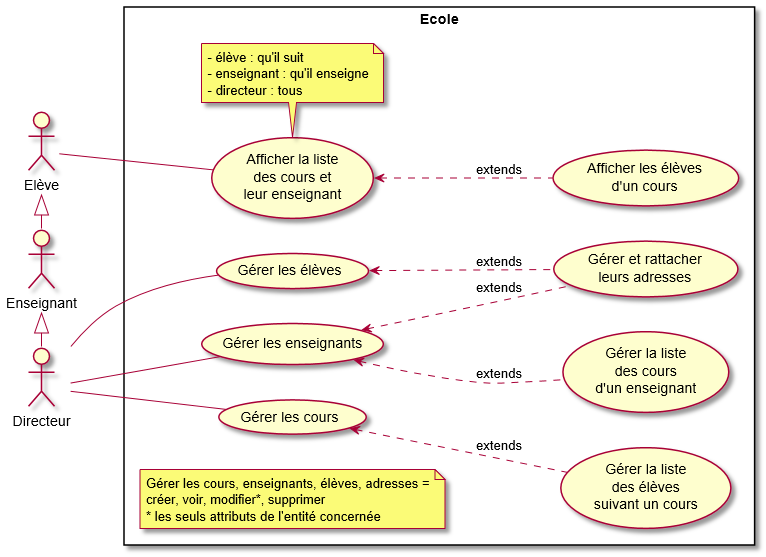 Ecole
- élève : qu'il suit
- enseignant : qu'il enseigne
- directeur : tous
Elève
Enseignant
Directeur
Afficher la liste
des cours et
leur enseignant
extends
Afficher les élèves
d'un cours
Gérer les élèves
extends
Gérer et rattacher
leurs adresses
extends
Gérer les enseignants
extends
Gérer la liste
des cours
d'un enseignant
Gérer les cours
extends
Gérer la liste
des élèves
suivant un cours
Gérer les cours, enseignants, élèves, adresses =
créer, voir, modifier*, supprimer
* les seuls attributs de l'entité concernée